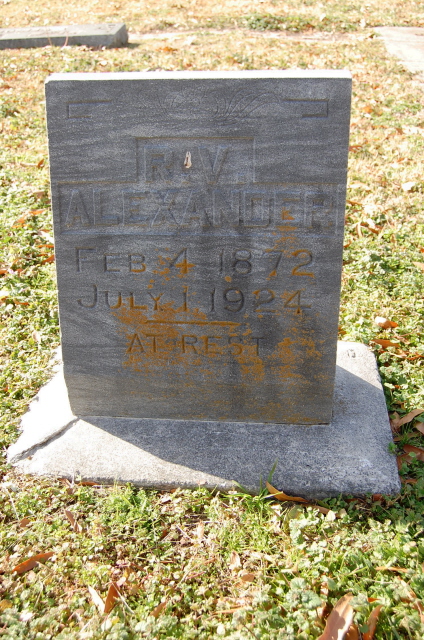 R.V.
ALEXANDER
FEB. 4 1872
JULY 1 1924
AT REST